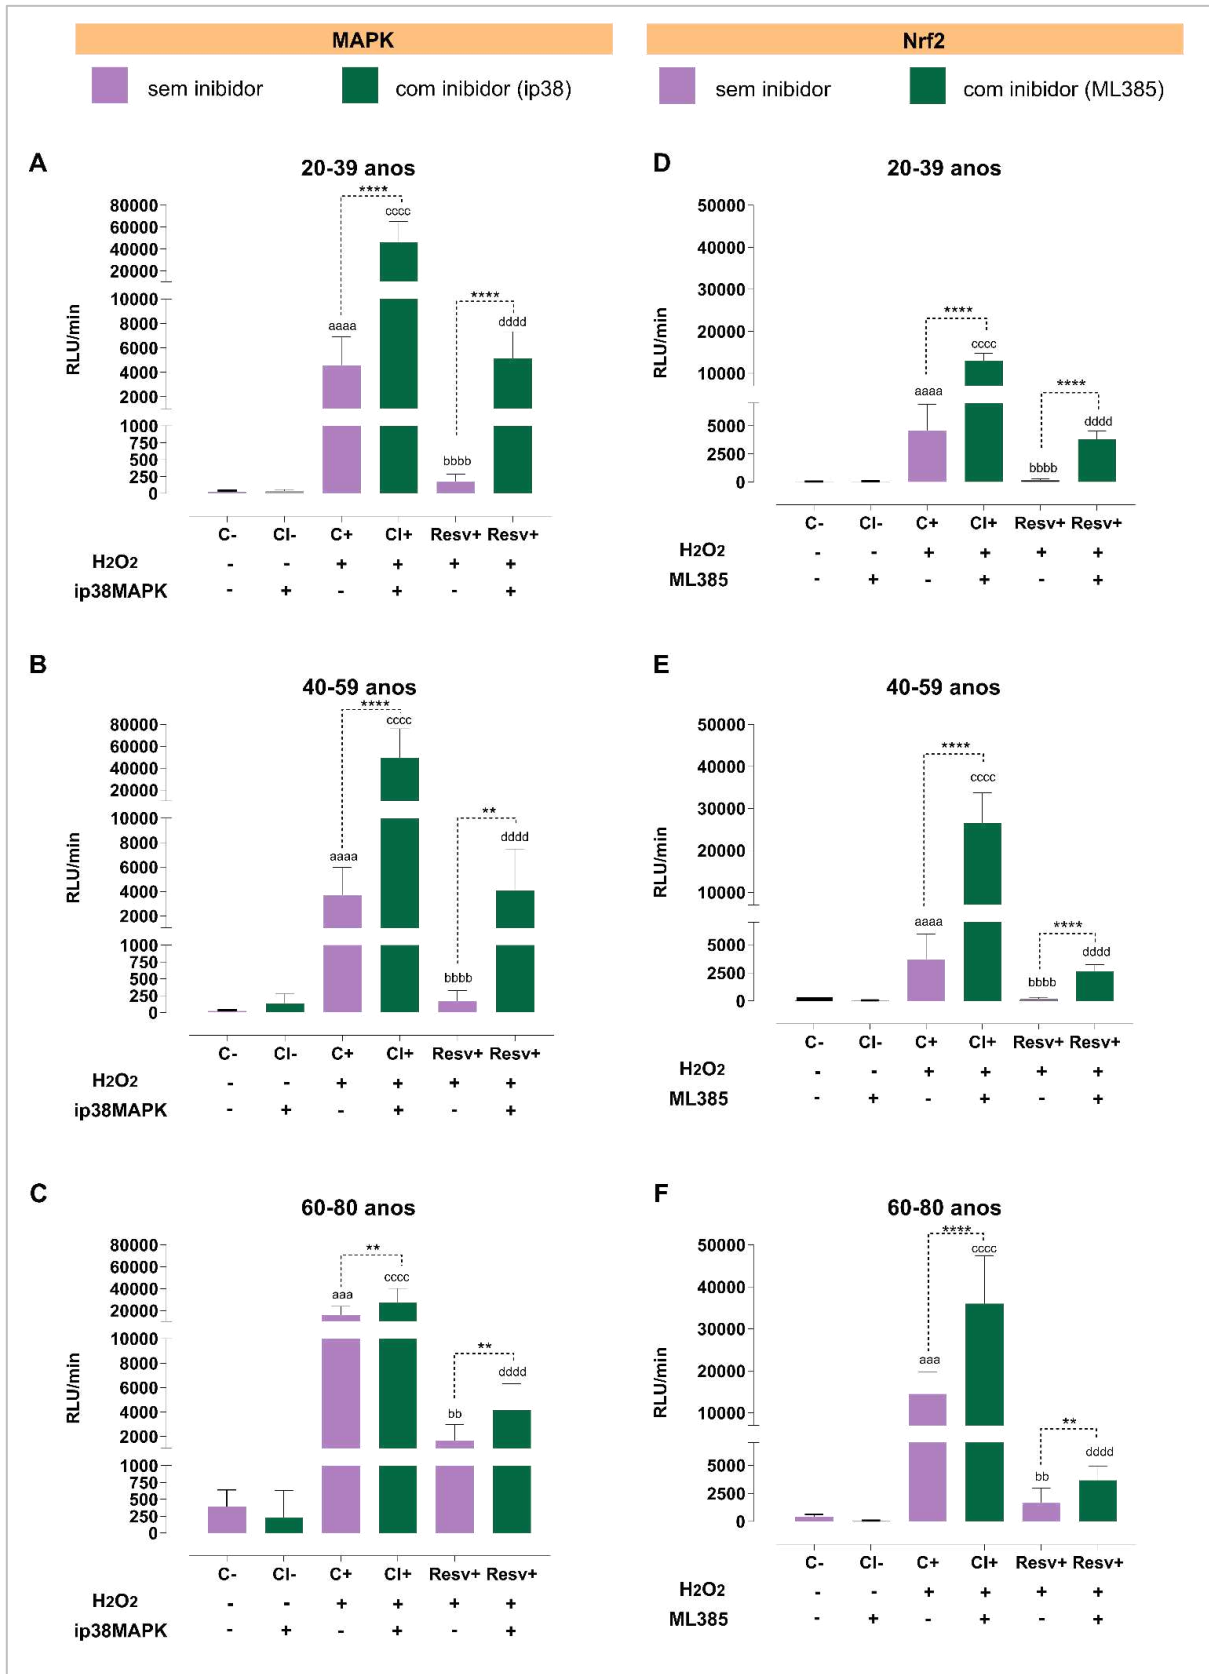 MAPK
sem inibidor
com inibidor (ip38)
Nrf2
sem inibidor
com inibidor (ML385)
A
20-39 anos
RLU/min
80000
60000
40000
20000
10000
8000
6000
4000
2000
1000
750
500
250
0
aaaa
****
cccc
bbbb
****
dddd
C- CI- C+ CI+ Resv+ Resv+
H2O2 - - + + + +
ip38MAPK - + - + - +
D
20-39 anos
RLU/min
50000
40000
30000
20000
10000
5000
2500
0
aaaa
****
cccc
bbbb
****
dddd
C- CI- C+ CI+ Resv+ Resv+
H2O2 - - + + + +
ML385 - + - + - +
B
40-59 anos
RLU/min
80000
60000
40000
20000
10000
8000
6000
4000
2000
1000
750
500
250
0
aaaa
****
cccc
bbbb
**
dddd
C- CI- C+ CI+ Resv+ Resv+
H2O2 - - + + + +
ip38MAPK - + - + - +
E
40-59 anos
RLU/min
50000
40000
30000
20000
10000
5000
2500
0
aaaa
****
cccc
bbbb
****
dddd
C- CI- C+ CI+ Resv+ Resv+
H2O2 - - + + + +
ML385 - + - + - +
C
60-80 anos
RLU/min
80000
60000
40000
20000
10000
8000
6000
4000
2000
1000
750
500
250
0
aaa
**
cccc
bb
**
dddd
C- CI- C+ CI+ Resv+ Resv+
H2O2 - - + + + +
ip38MAPK - + - + - +
F
60-80 anos
RLU/min
50000
40000
30000
20000
10000
5000
2500
0
aaa
****
cccc
bb
**
dddd
C- CI- C+ CI+ Resv+ Resv+
H2O2 - - + + + +
ML385 - + - + - +